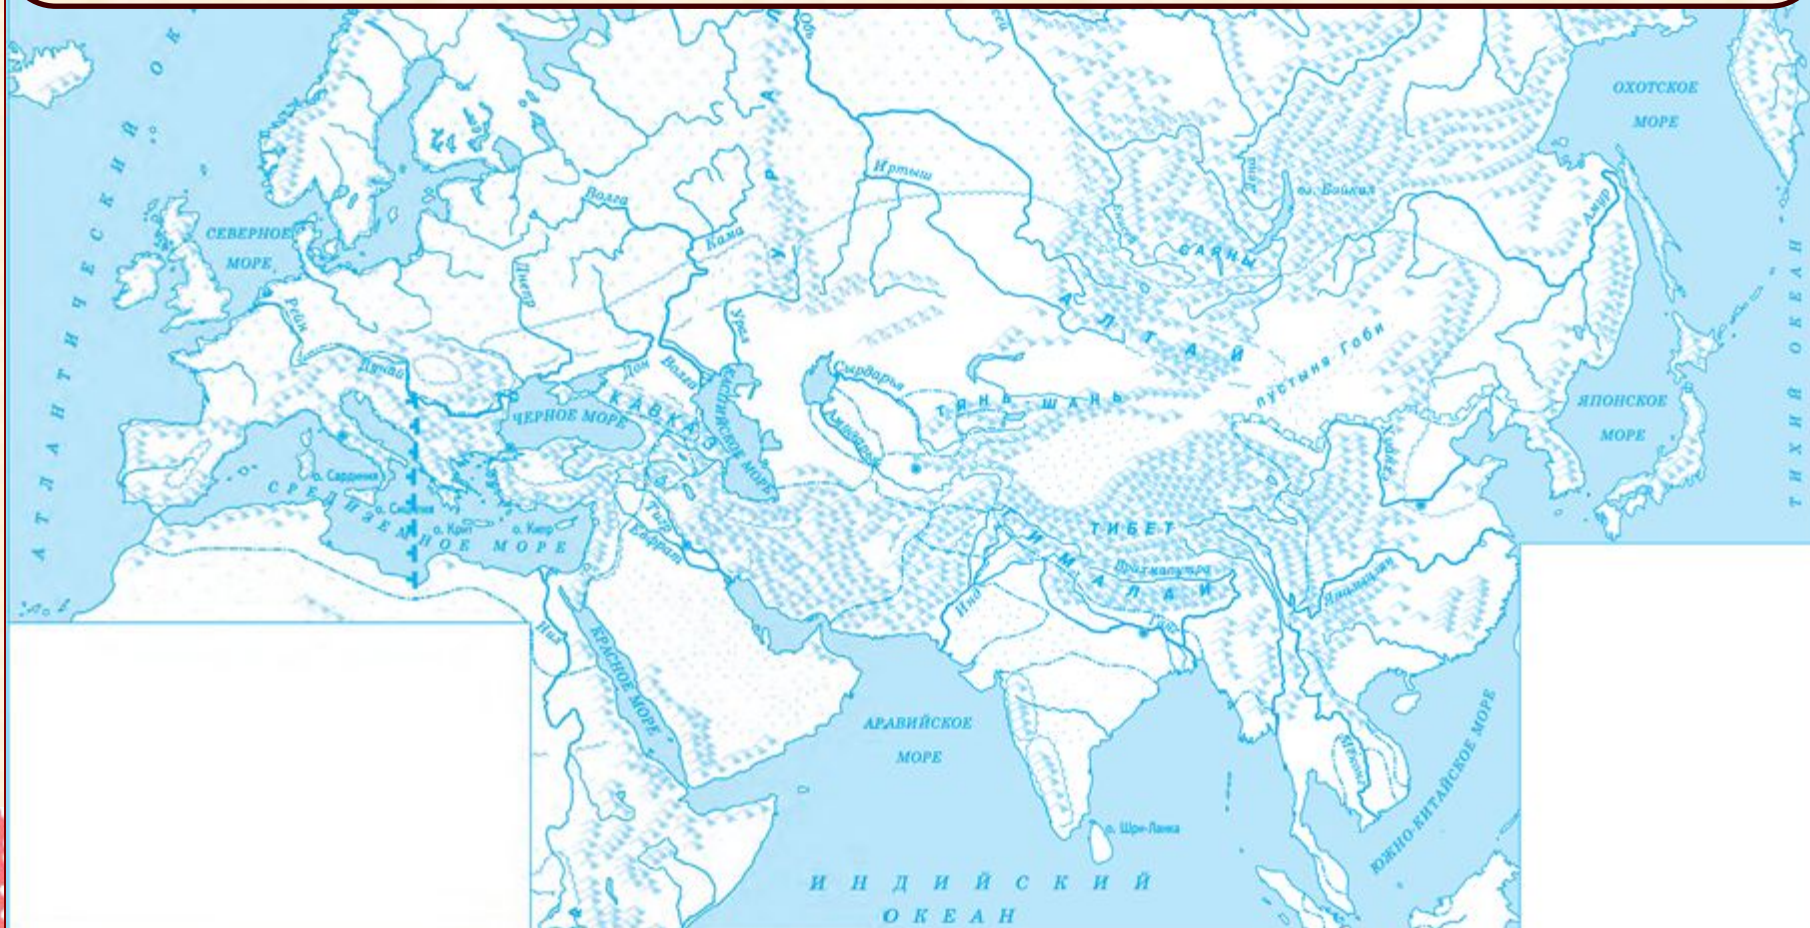 АТЛАНТИЧЕСКИЙ ОК
СЕВЕРНОЕ
МОРЕ
Рейн
Дунай
Днепр
Волга
Кама
УРАЛ
Обь
Иртыш
Урал
Дон
Волга
КАВКАЗ
ЧЕРНОЕ МОРЕ
КАСПИЙСКОЕ МОРЕ
Сырдарья
Амударья
ТЯНЬ ШАНЬ
АЛТАЙ
САЯНЫ
Лена
оз. Байкал
пустыня Гоби
Амур
ОХОТСКОЕ
МОРЕ
ЯПОНСКОЕ
МОРЕ
ТИХИЙ ОКЕАН
Хуанхэ
Янцзыцзян
ТИБЕТ
ГИМАЛАИ
Брахмапутра
Ганг
Инд
Тигр
Евфрат
СРЕДИЗЕМНОЕ МОРЕ
о. Сардиния
о. Сицилия
о. Крит
о. Кипр
Нил
КРАСНОЕ МОРЕ
АРАВИЙСКОЕ
МОРЕ
о. Шри-Ланка
Меконг
ЮЖНО-КИТАЙСКОЕ МОРЕ
ИНДИЙСКИЙ
ОКЕАН